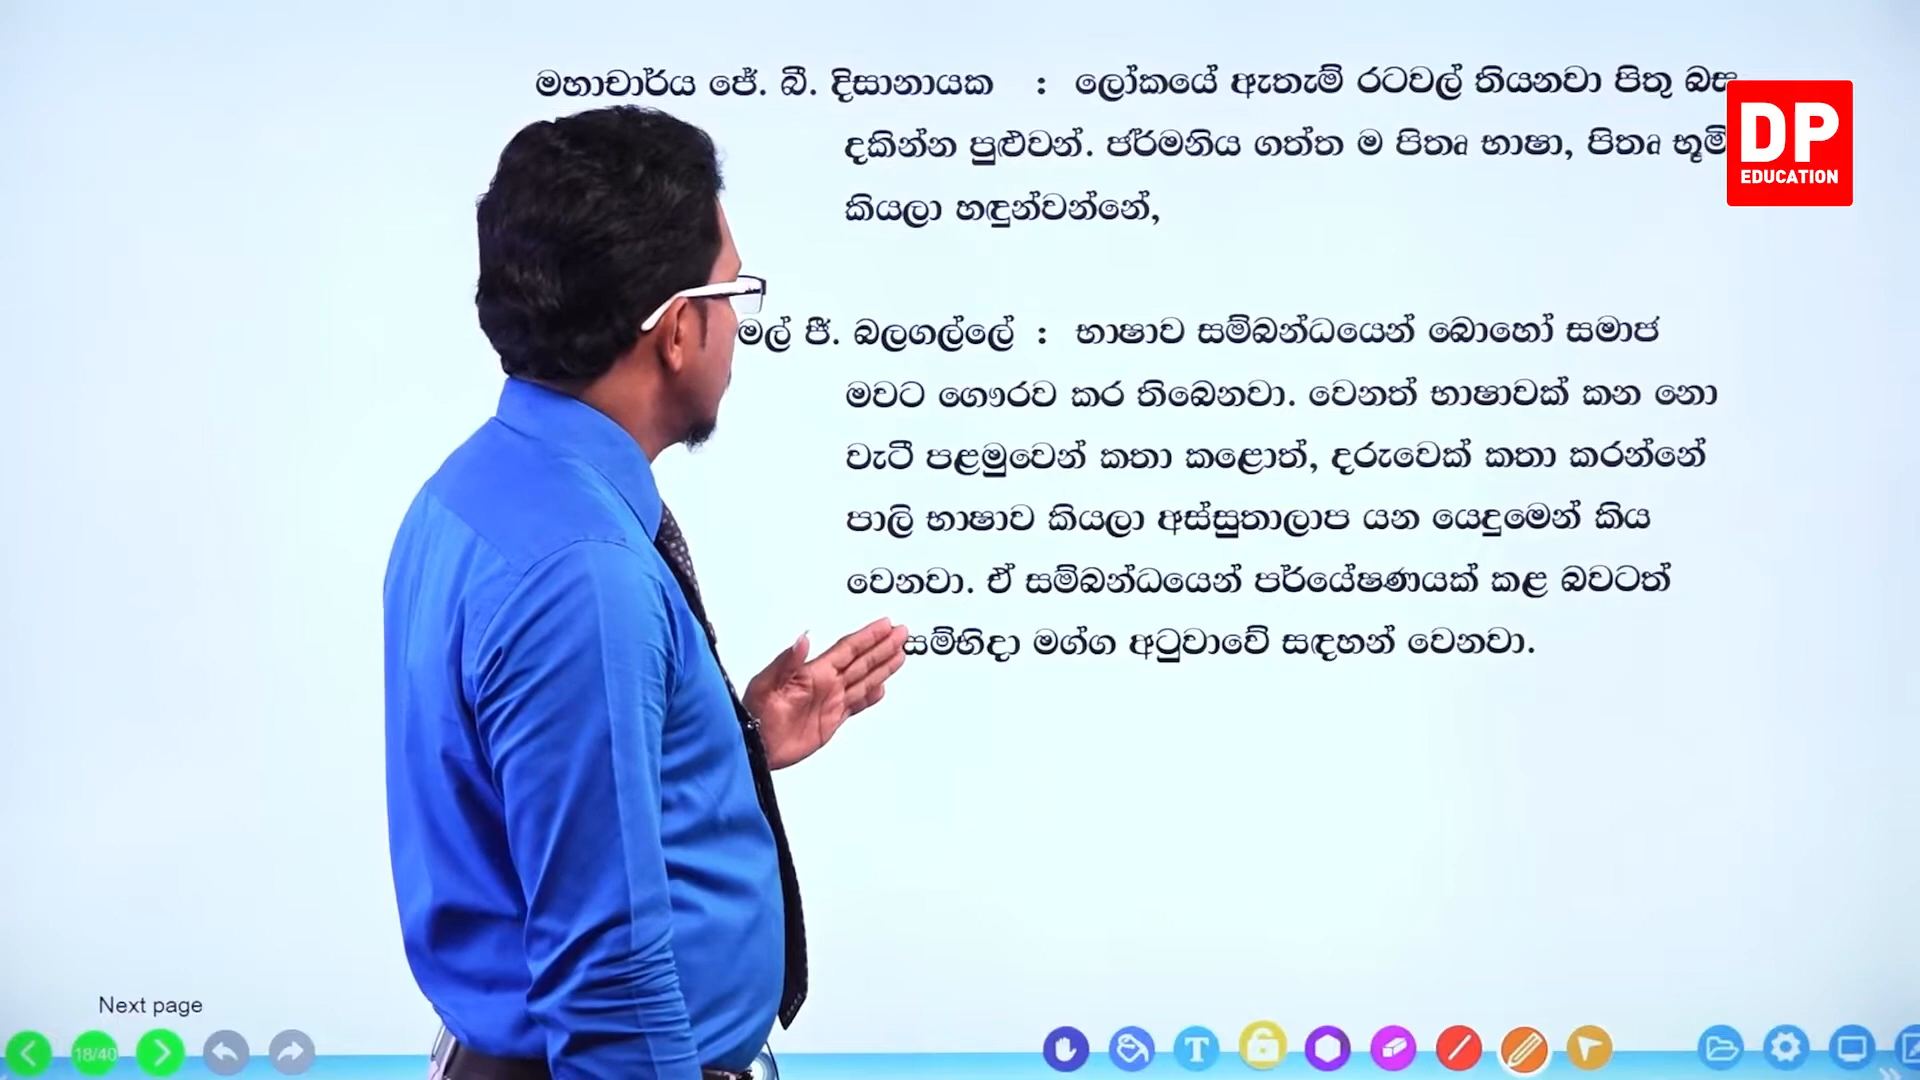 මහාචාර්ය ජේ. බී. දිසානායක : ලෝකයේ ඇතැම් රටවල් තියනවා පිතු බස
දකින්න පුළුවන්. ජර්මනිය ගත්ත ම පිතෘ භාෂා, පිතෘ භූමි
කියලා හඳුන්වන්නේ,
මල් ජී. බලගල්ලේ : භාෂාව සම්බන්ධයෙන් බොහෝ සමාජ
මවට ගෞරව කර තිබෙනවා. වෙනත් භාෂාවක් කන නො
වැටී පළමුවෙන් කතා කළොත්, දරුවෙක් කතා කරන්නේ
පාලි භාෂාව කියලා අස්සුතාලාප යන යෙදුමෙන් කිය
වෙනවා. ඒ සම්බන්ධයෙන් පර්යේෂණයක් කළ බවටත්
සම්භිදා මග්ග අටුවාවේ සඳහන් වෙනවා.
DP
EDUCATION
Next page
18/40